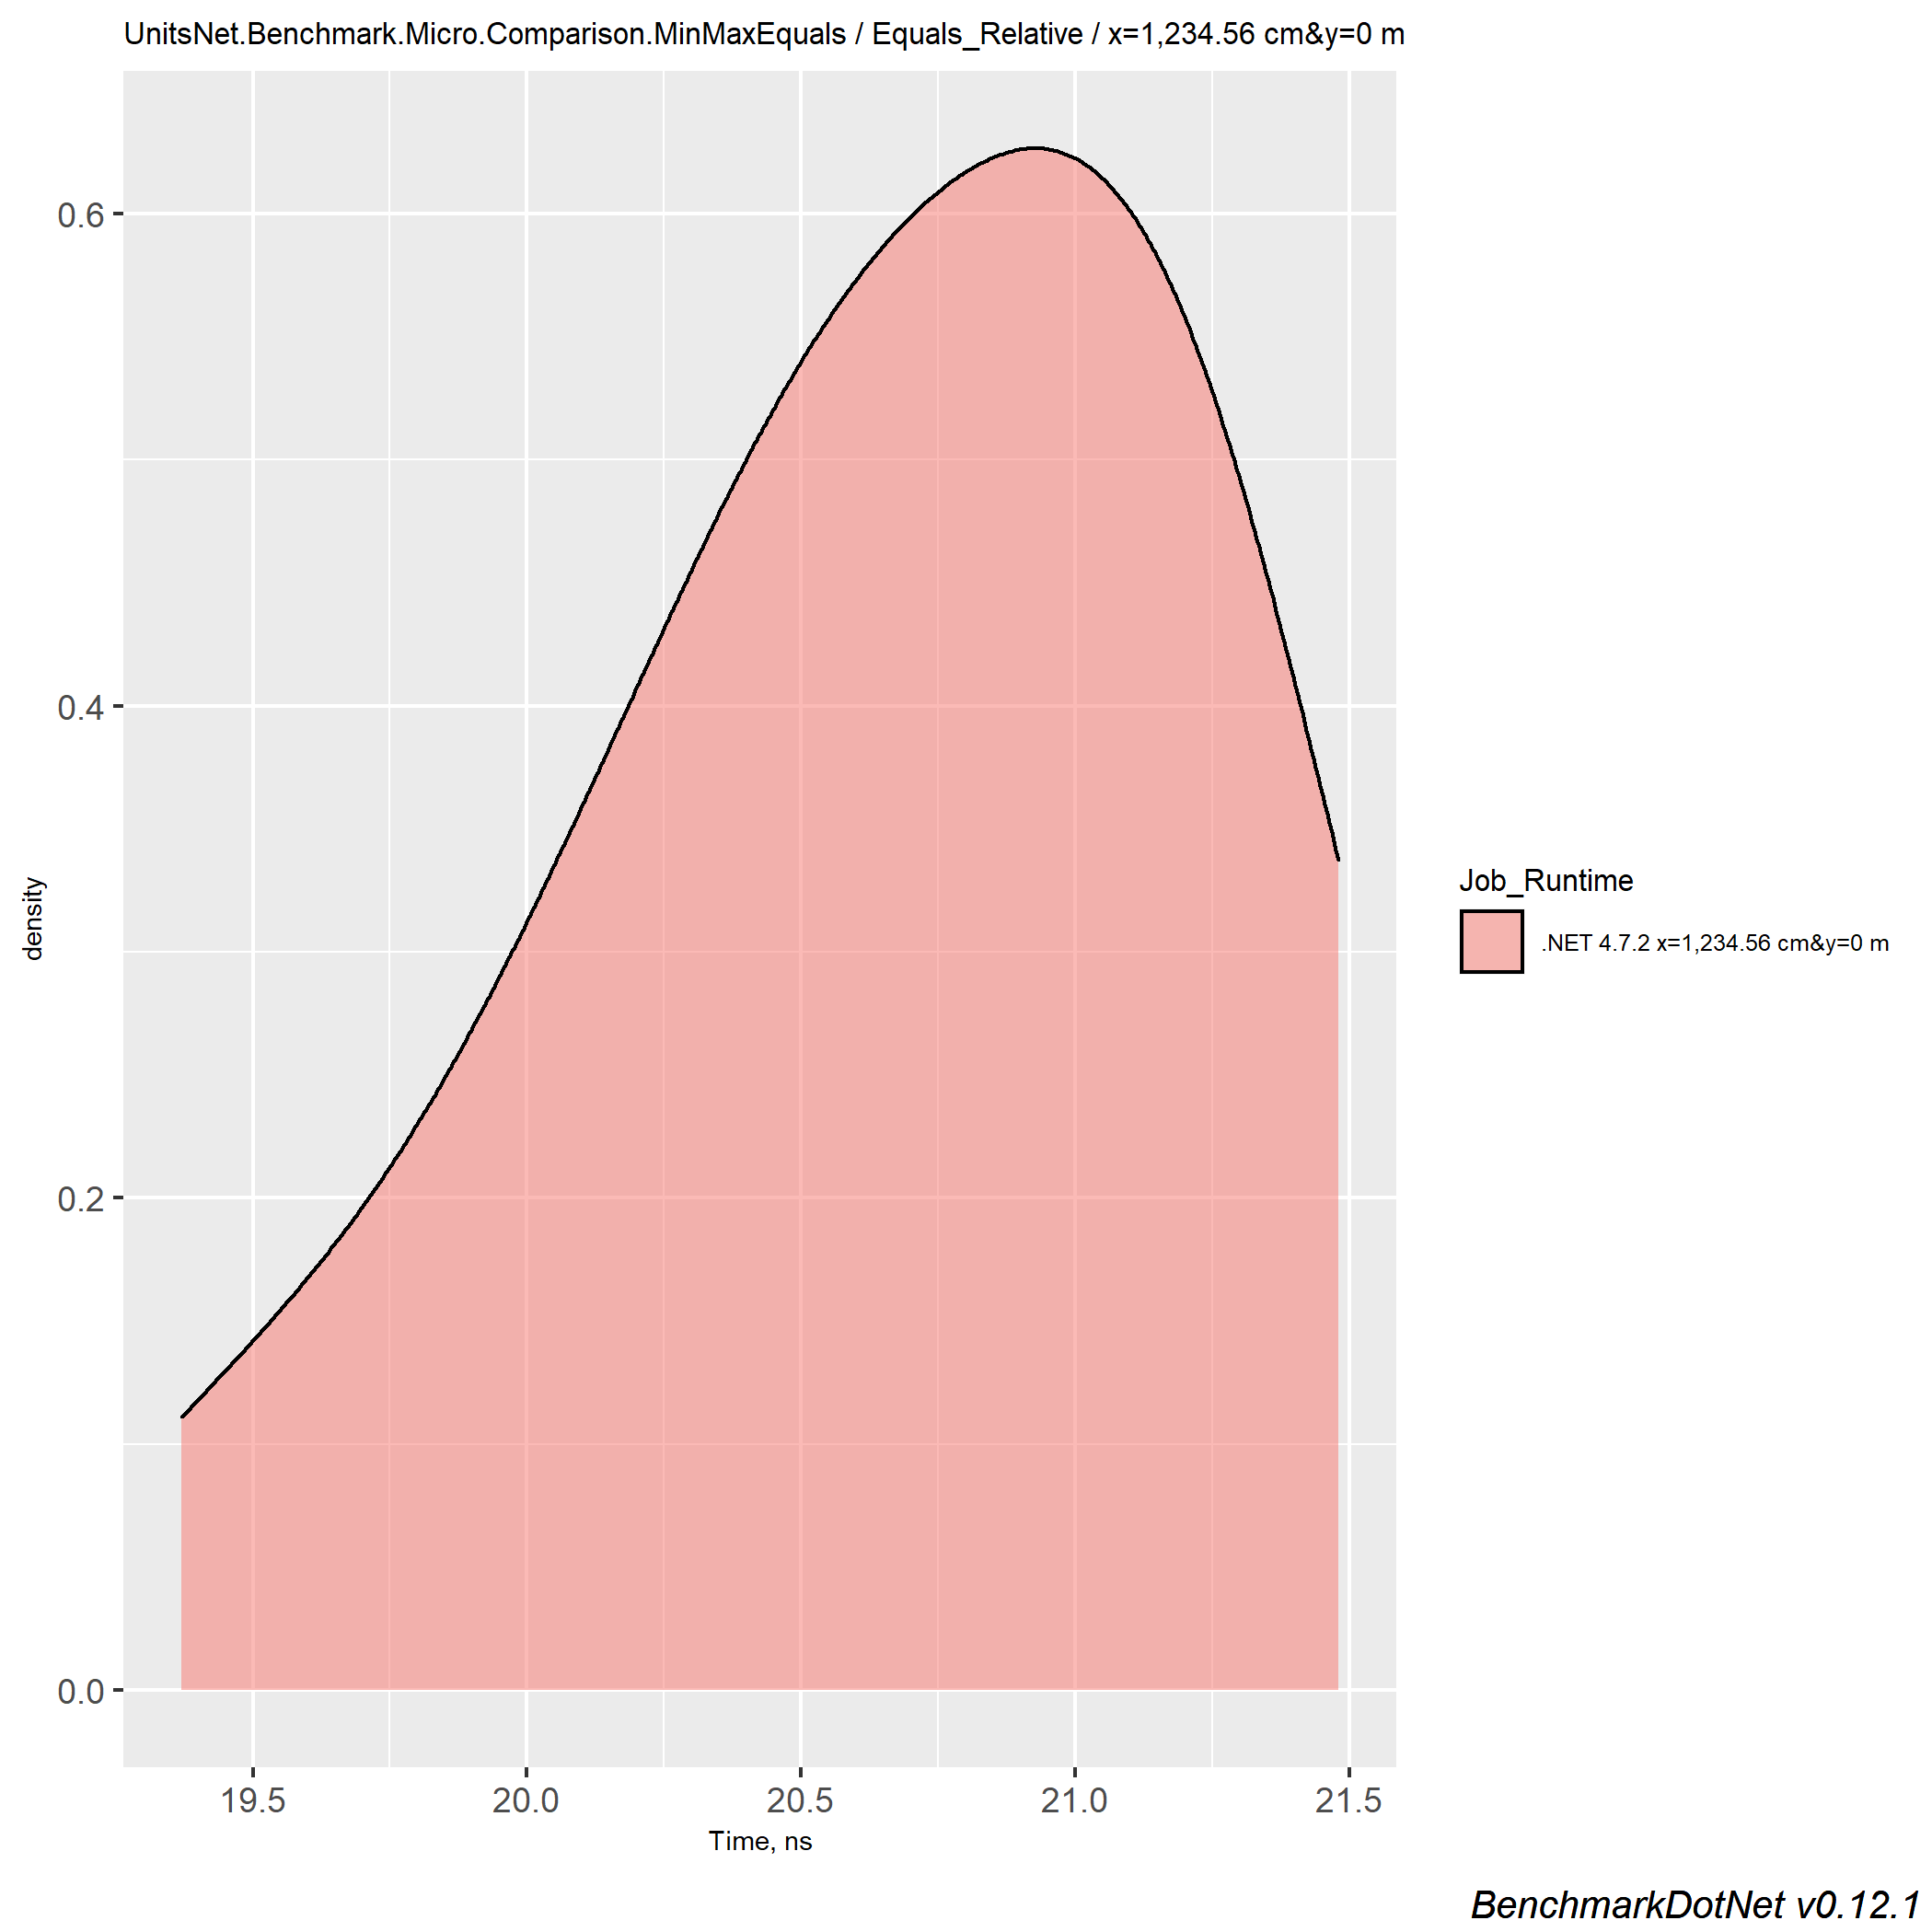 UnitsNet.Benchmark.Micro.Comparison.MinMaxEquals / Equals_Relative / x=1,234.56 cm&y=0 m
0.6
0.4
0.2
0.0
density
19.5 20.0 20.5 21.0 21.5
Time, ns
Job_Runtime
.NET 4.7.2 x=1,234.56 cm&y=0 m
BenchmarkDotNet v0.12.1